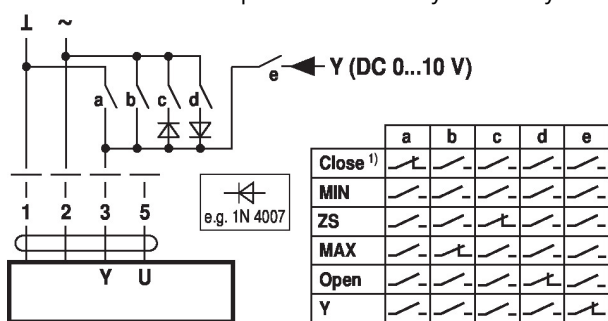 ⊥ ~
a b c d e Y (DC 0...10 V)
1 2 3 5
e.g. 1N 4007
Y U
a b c d e
Close 1)
MIN
ZS
MAX
Open
Y